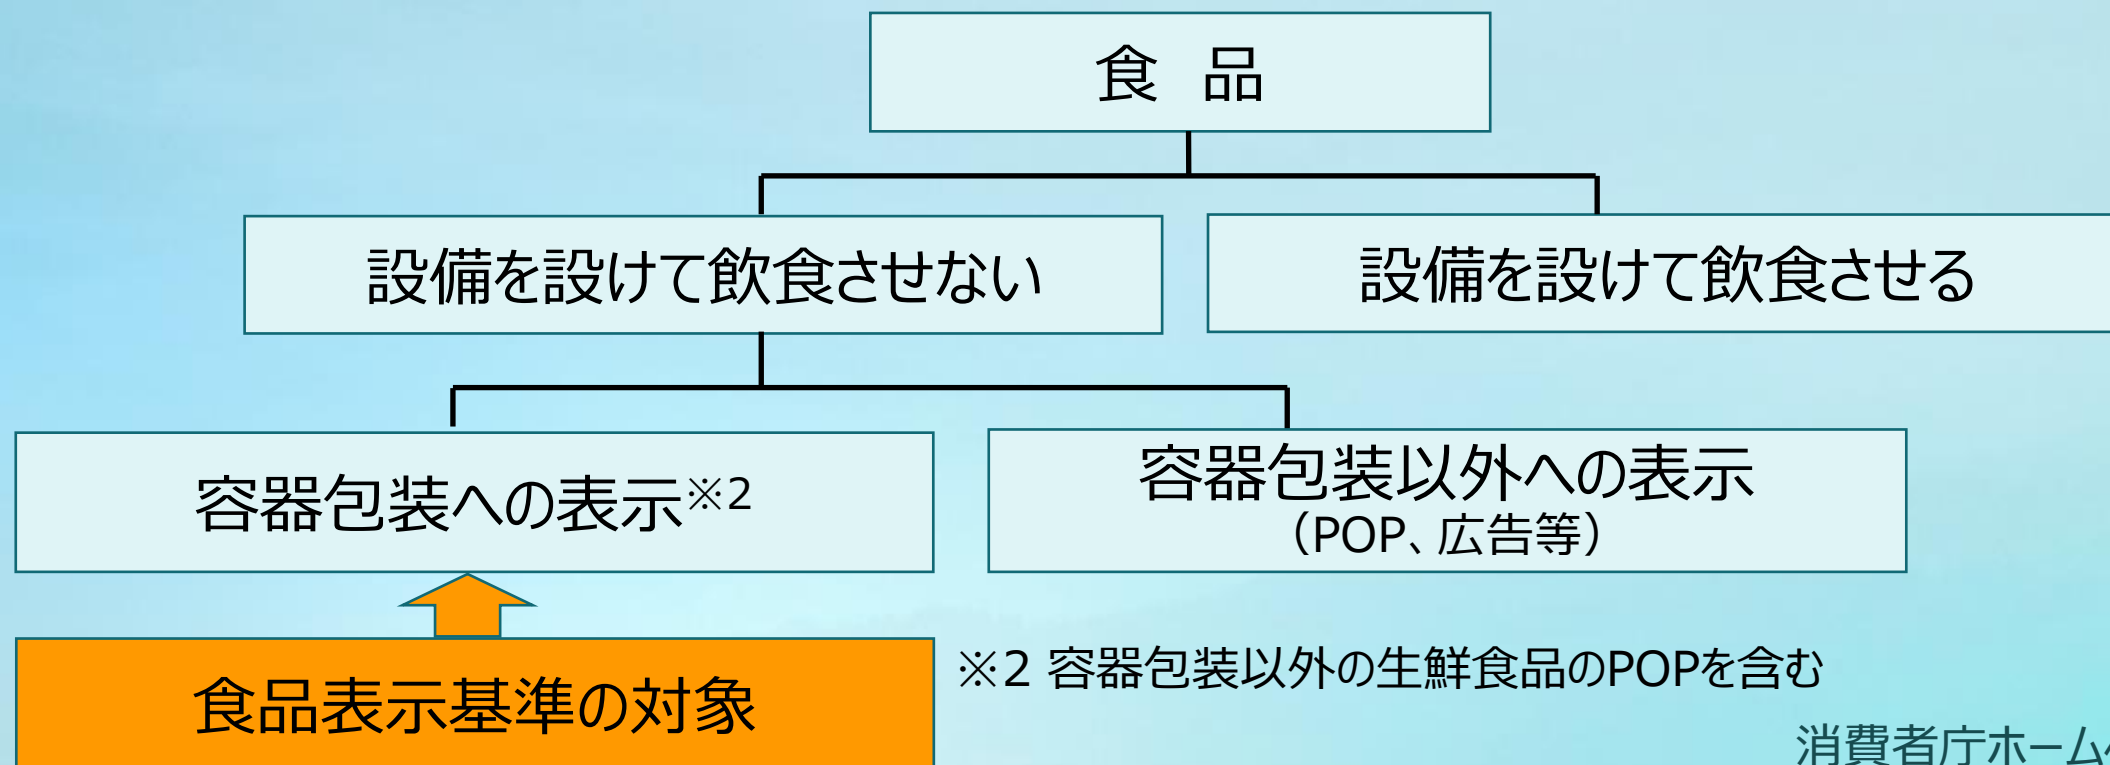 食 品
設備を設けて飲食させない
設備を設けて飲食させる
容器包装への表示※2
容器包装以外への表示
（POP、広告等）
食品表示基準の対象
※2 容器包装以外の生鮮食品のPOPを含む
消費者庁ホーム